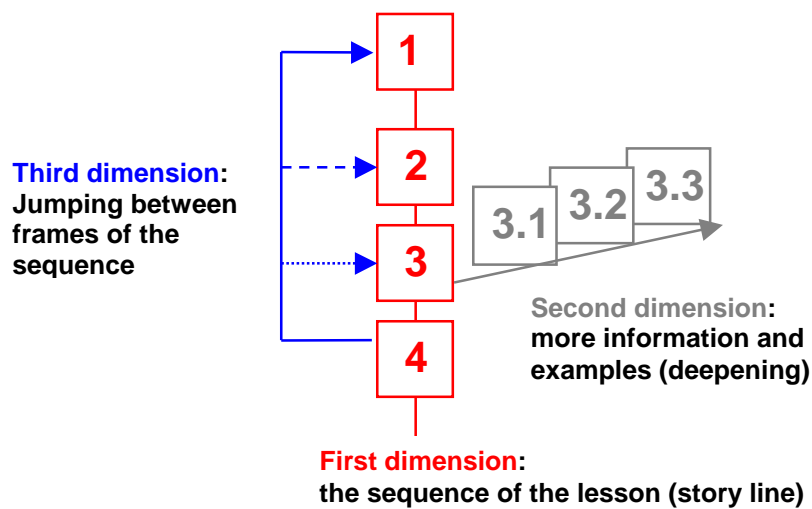 1
2
3
4
3.1
3.2
3.3
Third dimension:
Jumping between
frames of the
sequence
Second dimension:
more information and
examples (deepening)
First dimension:
the sequence of the lesson (story line)